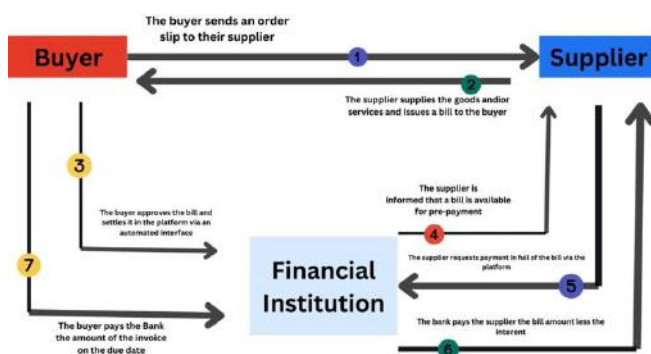 The buyer sends an order
slip to their supplier
Buyer
1
Supplier
2
The supplier supplies the goods and/or
services and issues a bill to the buyer
3
The supplier is
informed that a bill is available
for pre-payment
The buyer approves the bill and
settles it in the platform via an
automated interface
4
Financial
Institution
The supplier requests payment in full of the bill via the
platform
7
5
The buyer pays the Bank
the amount of the invoice
on the due date
The bank pays the supplier the bill amount less the
interest
6